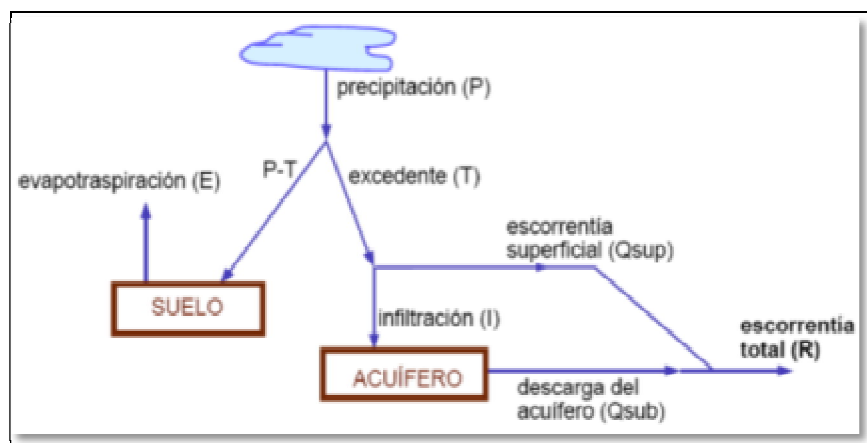 precipitación (P)
P-T
excedente (T)
evapotraspiración (E)
escorrentía
superficial (Qsup)
SUELO
infiltración (I)
escorrentía
total (R)
ACUÍFERO
descarga del
acuífero (Qsub)